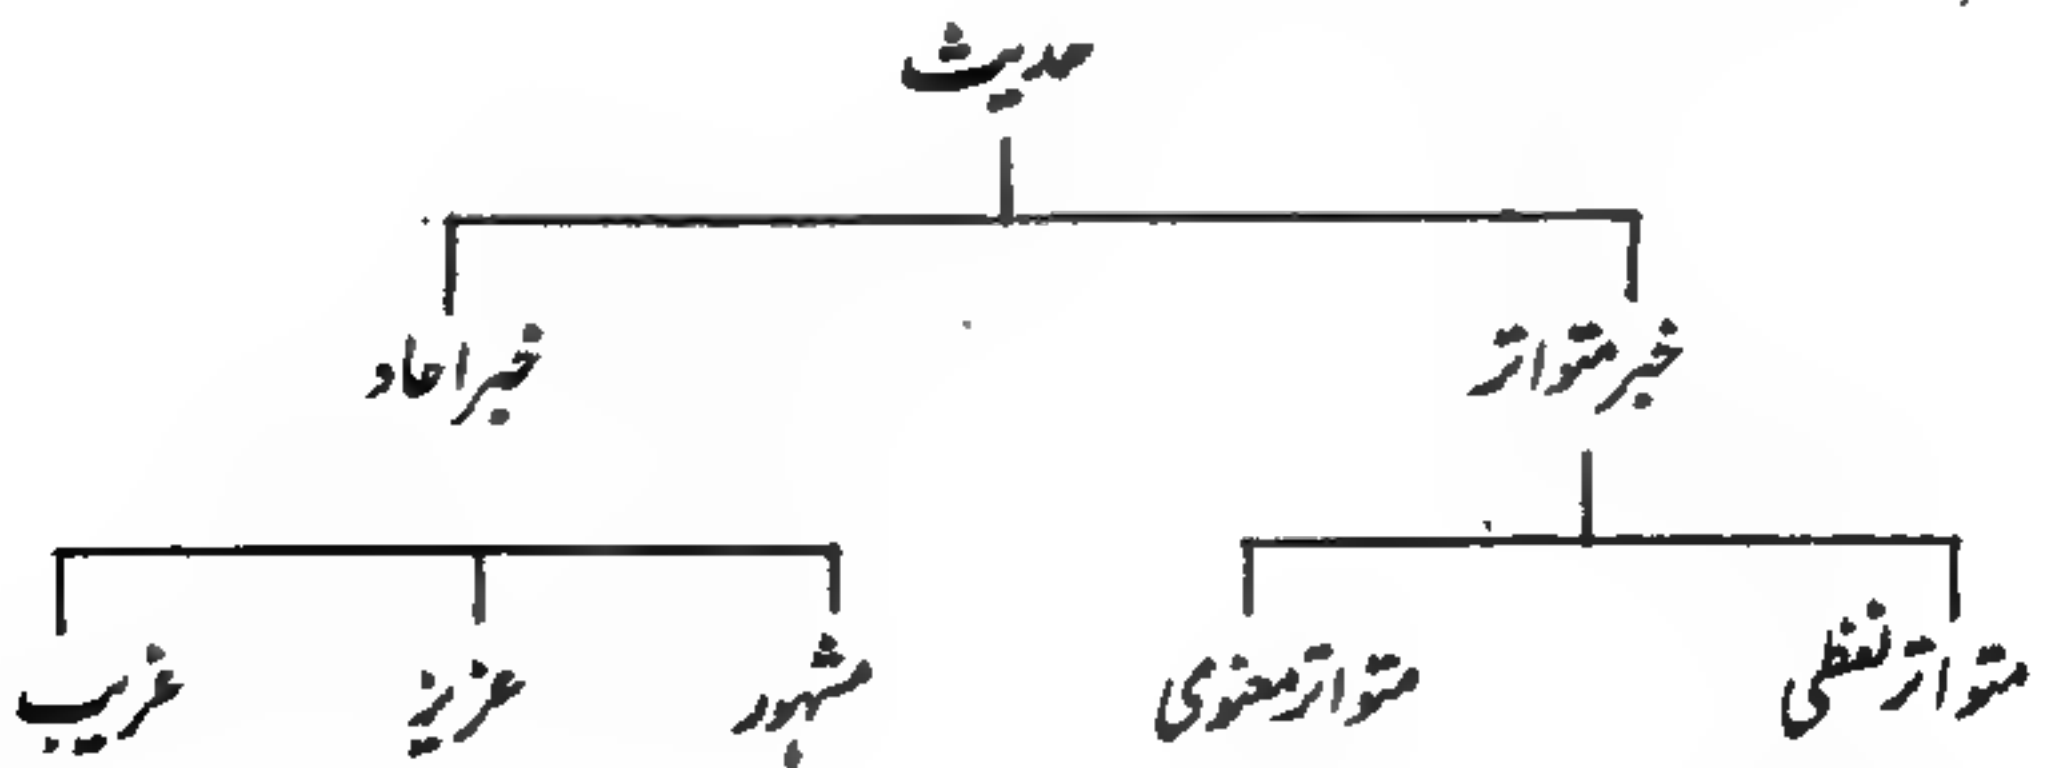 حدیث
خبر متواتر خبر احاد
متواتر لفظی متواتر معنوی مشہور عزیز غریب